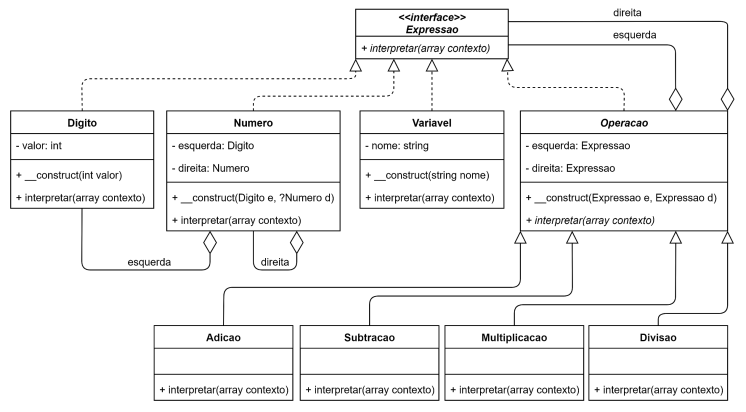 <<interface>>
Expressao
+ interpretar(array contexto)
direita
esquerda
Digito
- valor: int
+ __construct(int valor)
+ interpretar(array contexto)
Numero
- esquerda: Digito
- direita: Numero
+ __construct(Digito e, ?Numero d)
+ interpretar(array contexto)
Variavel
- nome: string
+ __construct(string nome)
+ interpretar(array contexto)
Operacao
- esquerda: Expressao
- direita: Expressao
+ __construct(Expressao e, Expressao d)
+ interpretar(array contexto)
esquerda
direita
Adicao
+ interpretar(array contexto)
Subtracao
+ interpretar(array contexto)
Multiplicacao
+ interpretar(array contexto)
Divisao
+ interpretar(array contexto)